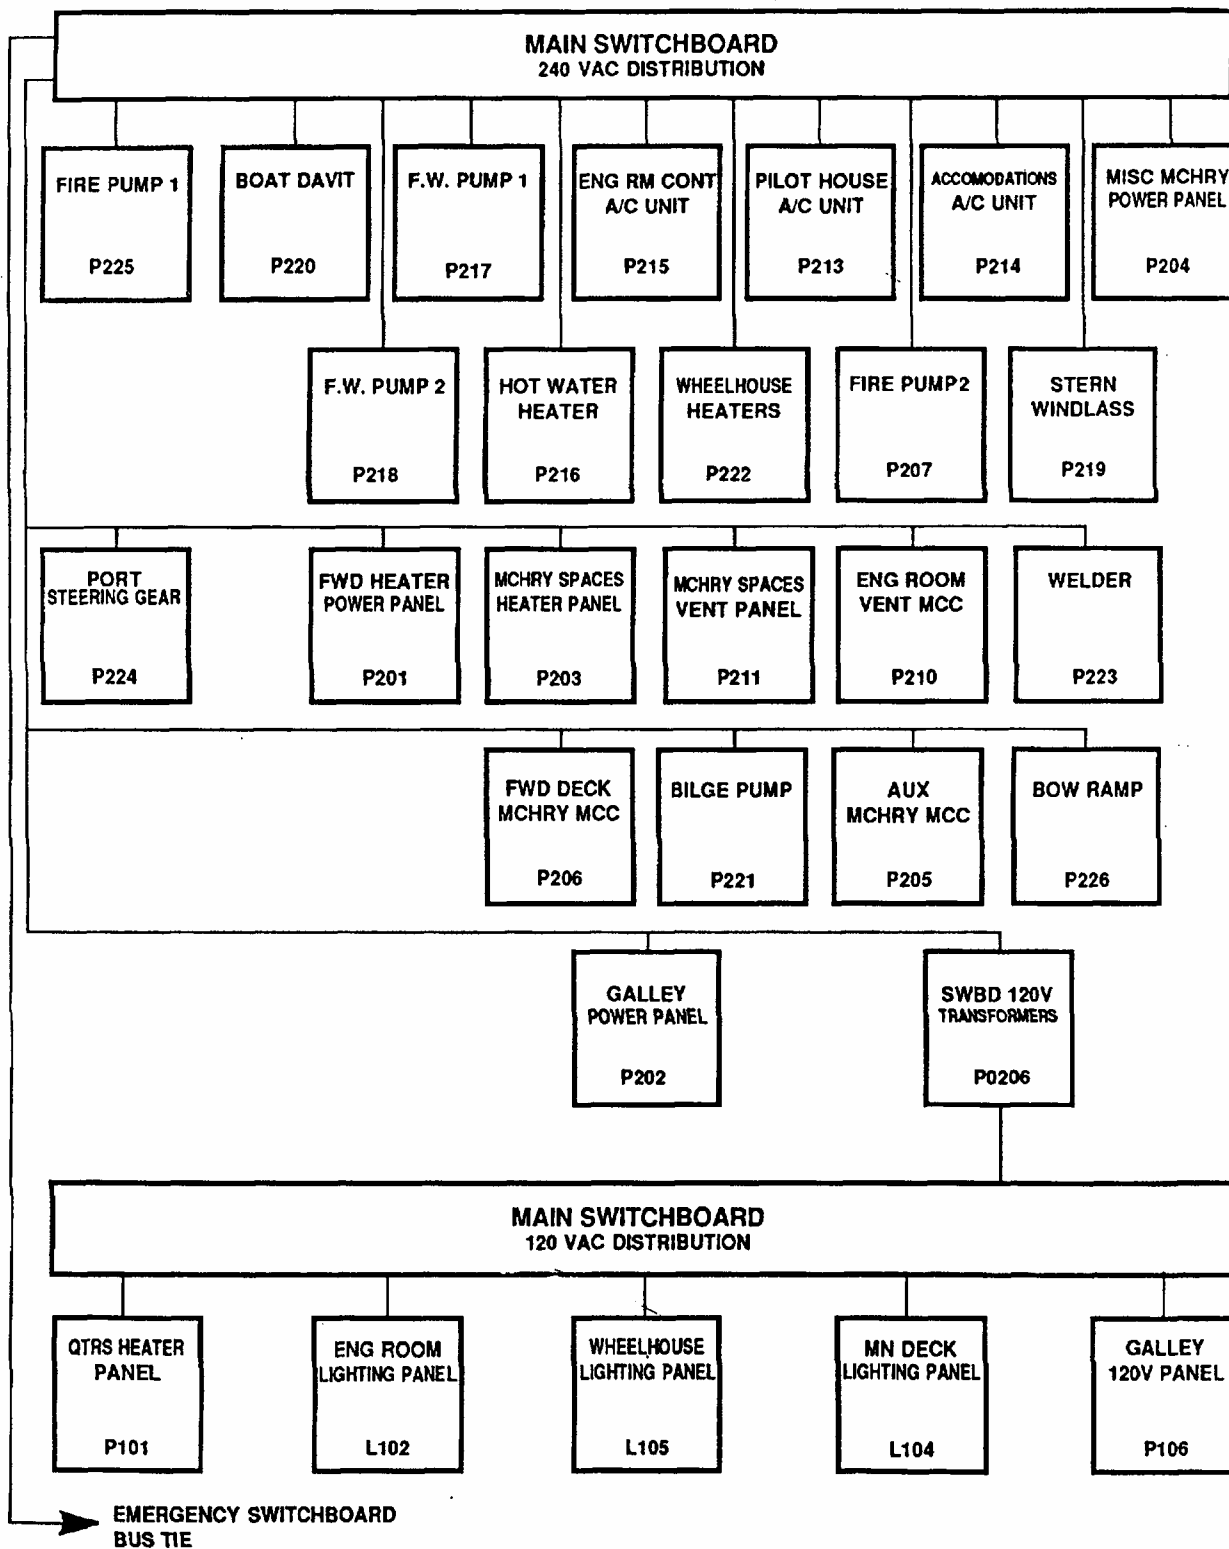 MAIN SWITCHBOARD
240 VAC DISTRIBUTION
FIRE PUMP 1
P225
BOAT DAVIT
P220
F.W. PUMP 1
P217
ENG RM CONT
A/C UNIT
P215
PILOT HOUSE
A/C UNIT
P213
ACCOMODATIONS
A/C UNIT
P214
MISC MCHRY
POWER PANEL
P204
F.W. PUMP 2
P218
HOT WATER
HEATER
P216
WHEELHOUSE
HEATERS
P222
FIRE PUMP2
P207
STERN
WINDLASS
P219
PORT
STEERING GEAR
P224
FWD HEATER
POWER PANEL
P201
MCHRY SPACES
HEATER PANEL
P203
MCHRY SPACES
VENT PANEL
P211
ENG ROOM
VENT MCC
P210
WELDER
P223
FWD DECK
MCHRY MCC
P206
BILGE PUMP
P221
AUX
MCHRY MCC
P205
BOW RAMP
P226
GALLEY
POWER PANEL
P202
SWBD 120V
TRANSFORMERS
P0206
MAIN SWITCHBOARD
120 VAC DISTRIBUTION
QTRS HEATER
PANEL
P101
ENG ROOM
LIGHTING PANEL
L102
WHEELHOUSE
LIGHTING PANEL
L105
MN DECK
LIGHTING PANEL
L104
GALLEY
120V PANEL
P106
EMERGENCY SWITCHBOARD
BUS TIE